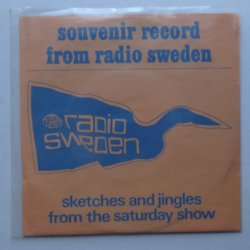 souvenir record
from radio sweden
radio
sweden
sketches and jingles
from the saturday show